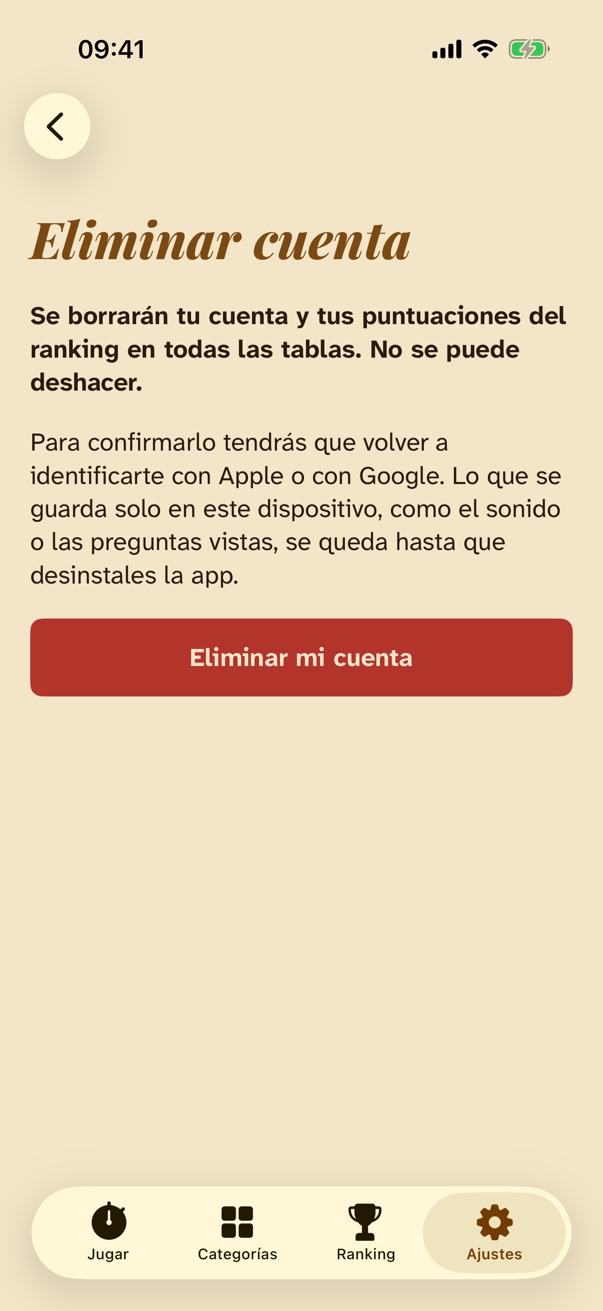 09:41
Eliminar cuenta
Se borrarán tu cuenta y tus puntuaciones del
ranking en todas las tablas. No se puede
deshacer.
Para confirmarlo tendrás que volver a
identificarte con Apple o con Google. Lo que se
guarda solo en este dispositivo, como el sonido
o las preguntas vistas, se queda hasta que
desinstales la app.
Eliminar mi cuenta
Jugar
Categorías
Ranking
Ajustes